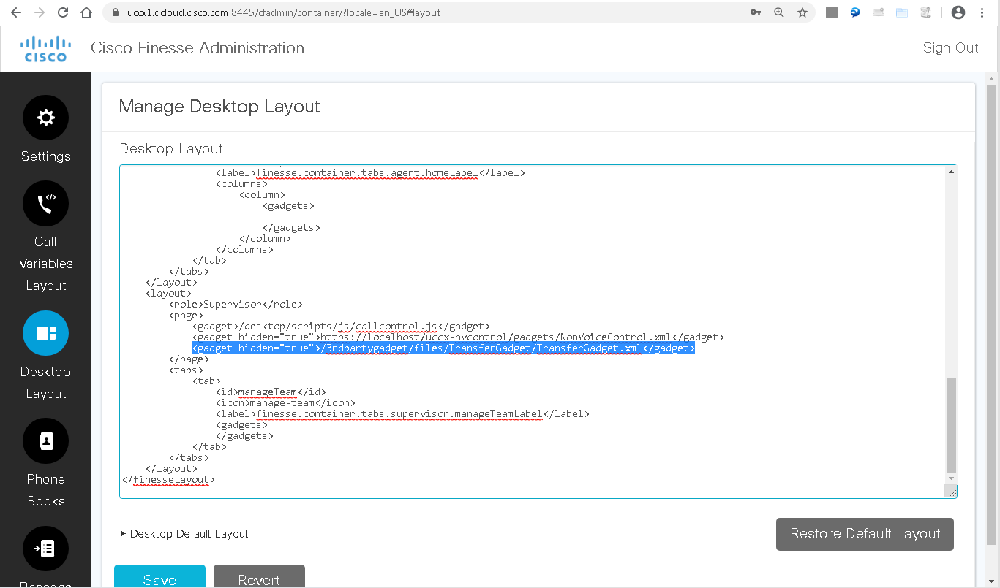 uccx1.dcloud.cisco.com:8445/cfadmin/container/?locale=en_US#layout
J
CISCO
Cisco Finesse Administration
Sign Out
Settings
Call
Variables
Layout
Desktop
Layout
Phone
Books
Reasons
Manage Desktop Layout
Desktop Layout
<label>finesse.container.tabs.agent.homeLabel</label>
<columns>
<column>
<gadgets>
</gadgets>
</column>
</columns>
</tab>
</tabs>
</layout>
<layout>
<role>Supervisor</role>
<page>
<gadget>/desktop/scripts/js/callcontrol.js</gadget>
<gadget hidden="true">https://localhost/uccx-nvcontrol/gadgets/NonVoiceControl.xml</gadget>
<gadget hidden="true">/3rdpartygadget/files/TransferGadget/TransferGadget.xml</gadget>
</page>
<tabs>
<tab>
<id>manageTeam</id>
<icon>manage-team</icon>
<label>finesse.container.tabs.supervisor.manageTeamLabel</label>
<gadgets>
</gadgets>
</tab>
</tabs>
</layout>
</finesseLayout>
Desktop Default Layout
Restore Default Layout
Save
Revert